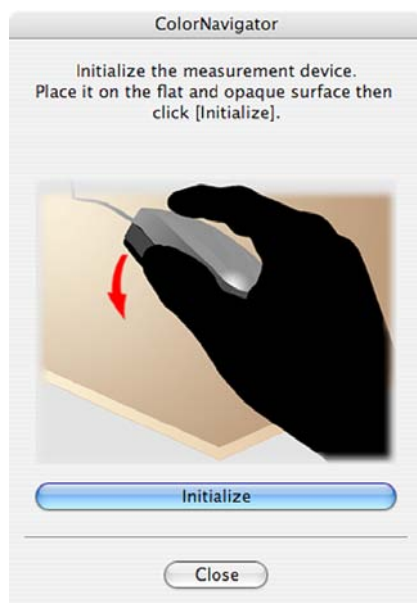 ColorNavigator
Initialize the measurement device.
Place it on the flat and opaque surface then
click [Initialize].
Initialize
Close